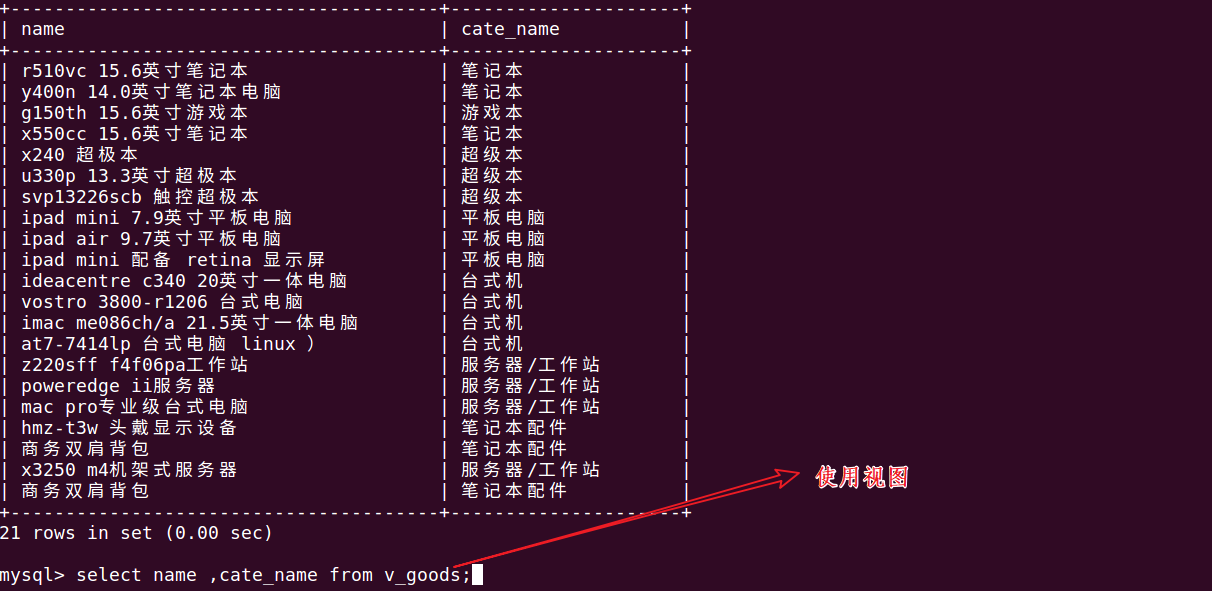 +---------------------------------------+---------------------+
| name | cate_name |
+---------------------------------------+---------------------+
| r510vc 15.6英寸笔记本 | 笔记本 |
| y400n 14.0英寸笔记本电脑 | 笔记本 |
| g150th 15.6英寸游戏本 | 游戏本 |
| x550cc 15.6英寸笔记本 | 笔记本 |
| x240 超极本 | 超级本 |
| u330p 13.3英寸超极本 | 超级本 |
| svp13226scb 触控超极本 | 超级本 |
| ipad mini 7.9英寸平板电脑 | 平板电脑 |
| ipad air 9.7英寸平板电脑 | 平板电脑 |
| ipad mini 配备 retina 显示屏 | 平板电脑 |
| ideacentre c340 20英寸一体电脑 | 台式机 |
| vostro 3800-r1206 台式电脑 | 台式机 |
| imac me086ch/a 21.5英寸一体电脑 | 台式机 |
| at7-7414lp 台式电脑 linux ） | 台式机 |
| z220sff f4f06pa工作站 | 服务器/工作站 |
| poweredge ii服务器 | 服务器/工作站 |
| mac pro专业级台式电脑 | 服务器/工作站 |
| hmz-t3w 头戴显示设备 | 笔记本配件 |
| 商务双肩背包 | 笔记本配件 |
| x3250 m4机架式服务器 | 服务器/工作站 |
使用视图
| 商务双肩背包 | 笔记本配件 |
+---------------------------------------+---------------------+
21 rows in set (0.00 sec)
mysql> select name ,cate_name from v_goods;